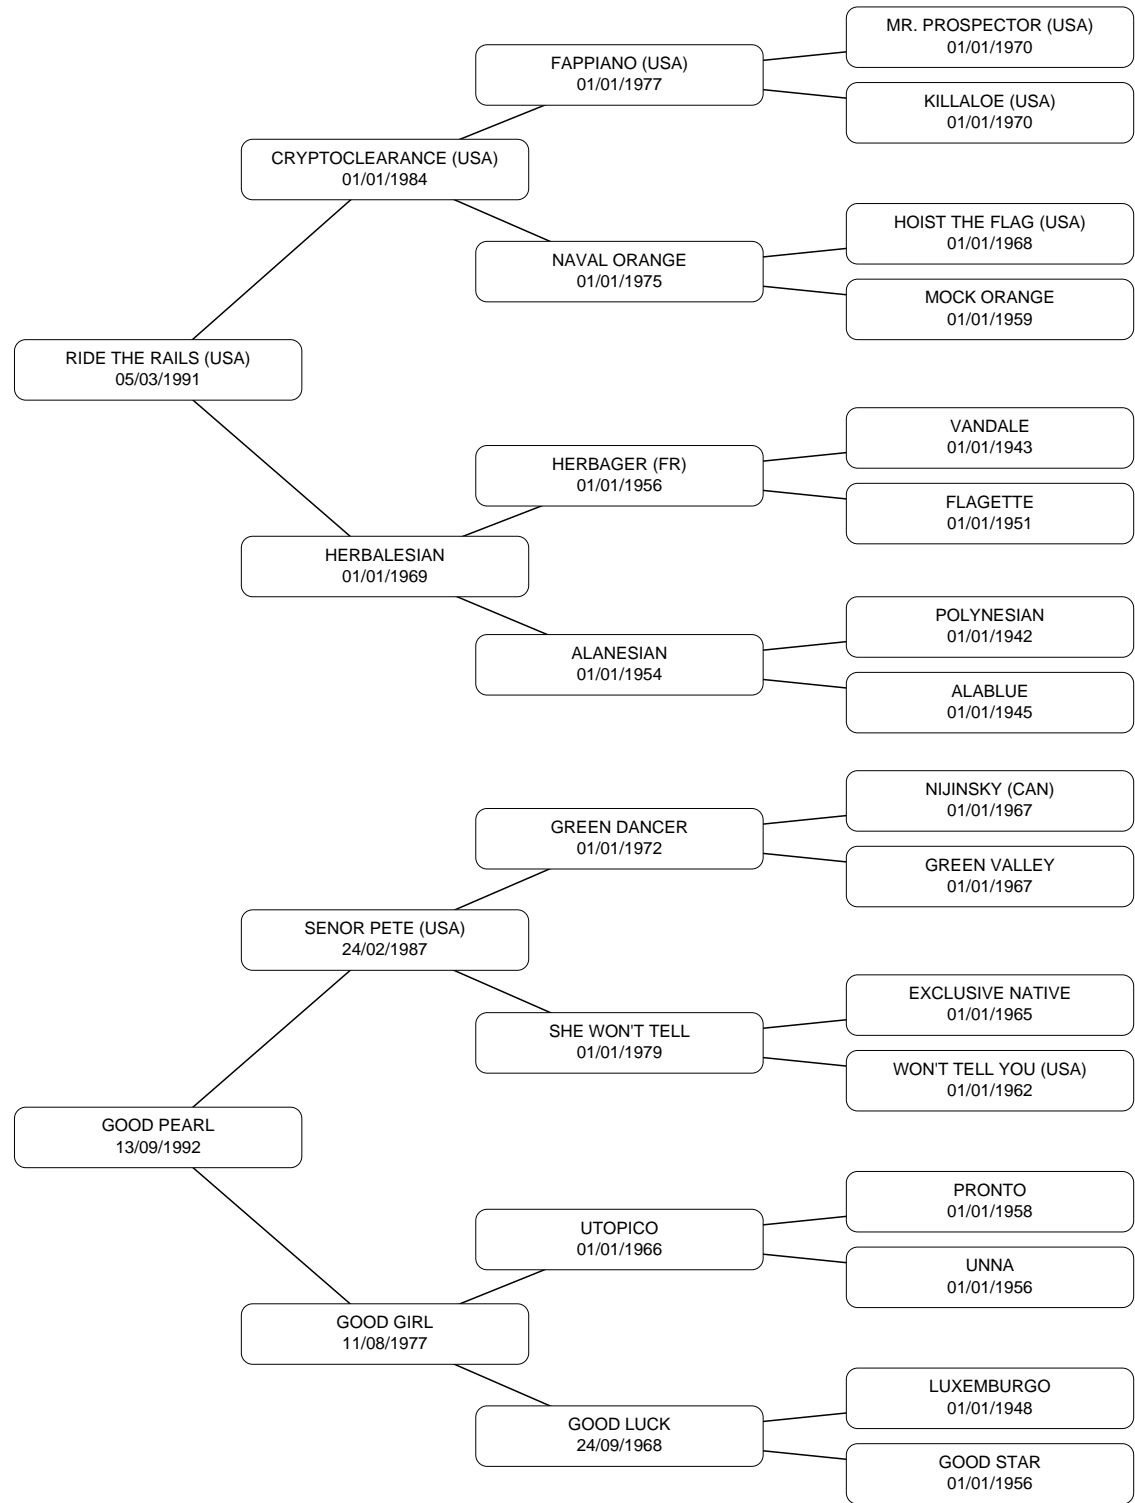 MR. PROSPECTOR (USA)
01/01/1970
FAPPIANO (USA)
01/01/1977
KILLALOE (USA)
01/01/1970
CRYPTOCLEARANCE (USA)
01/01/1984
HOIST THE FLAG (USA)
01/01/1968
NAVAL ORANGE
01/01/1975
MOCK ORANGE
01/01/1959
RIDE THE RAILS (USA)
05/03/1991
VANDALE
01/01/1943
HERBAGER (FR)
01/01/1956
FLAGETTE
01/01/1951
HERBALESIAN
01/01/1969
POLYNESIAN
01/01/1942
ALANESIAN
01/01/1954
ALABLUE
01/01/1945
NIJINSKY (CAN)
01/01/1967
GREEN DANCER
01/01/1972
GREEN VALLEY
01/01/1967
SENOR PETE (USA)
24/02/1987
EXCLUSIVE NATIVE
01/01/1965
SHE WON'T TELL
01/01/1979
WON'T TELL YOU (USA)
01/01/1962
GOOD PEARL
13/09/1992
PRONTO
01/01/1958
UTOPICO
01/01/1966
UNNA
01/01/1956
GOOD GIRL
11/08/1977
LUXEMBURGO
01/01/1948
GOOD LUCK
24/09/1968
GOOD STAR
01/01/1956